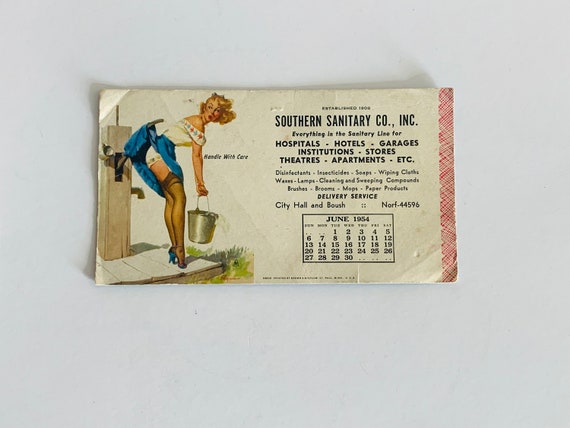 Handle With Care
ESTABLISHED 1909
SOUTHERN SANITARY CO., INC.
Everything in the Sanitary Line for
HOSPITALS - HOTELS - GARAGES
INSTITUTIONS - STORES
THEATRES - APARTMENTS - ETC.
Disinfectants - Insecticides - Soaps - Wiping Cloths
Waxes - Lamps - Cleaning and Sweeping Compounds
Brushes - Brooms - Mops - Paper Products
DELIVERY SERVICE
City Hall and Boush :: Norf-44596
JUNE 1954
SUN MON TUE WED THU FRI SAT
1 2 3 4 5
6 7 8 9 10 11 12
13 14 15 16 17 18 19
20 21 22 23 24 25 26
27 28 29 30